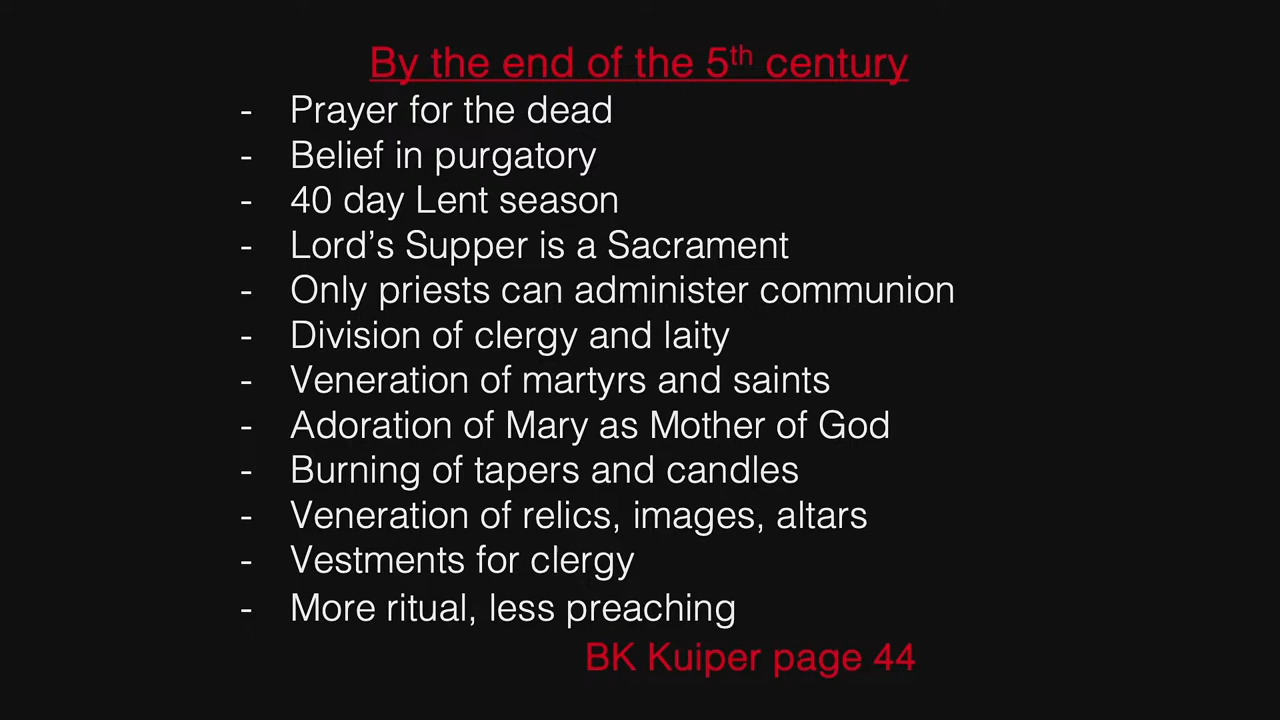 By the end of the 5th century
- Prayer for the dead
- Belief in purgatory
- 40 day Lent season
- Lord’s Supper is a Sacrament
- Only priests can administer communion
- Division of clergy and laity
- Veneration of martyrs and saints
- Adoration of Mary as Mother of God
- Burning of tapers and candles
- Veneration of relics, images, altars
- Vestments for clergy
- More ritual, less preaching
BK Kuiper page 44